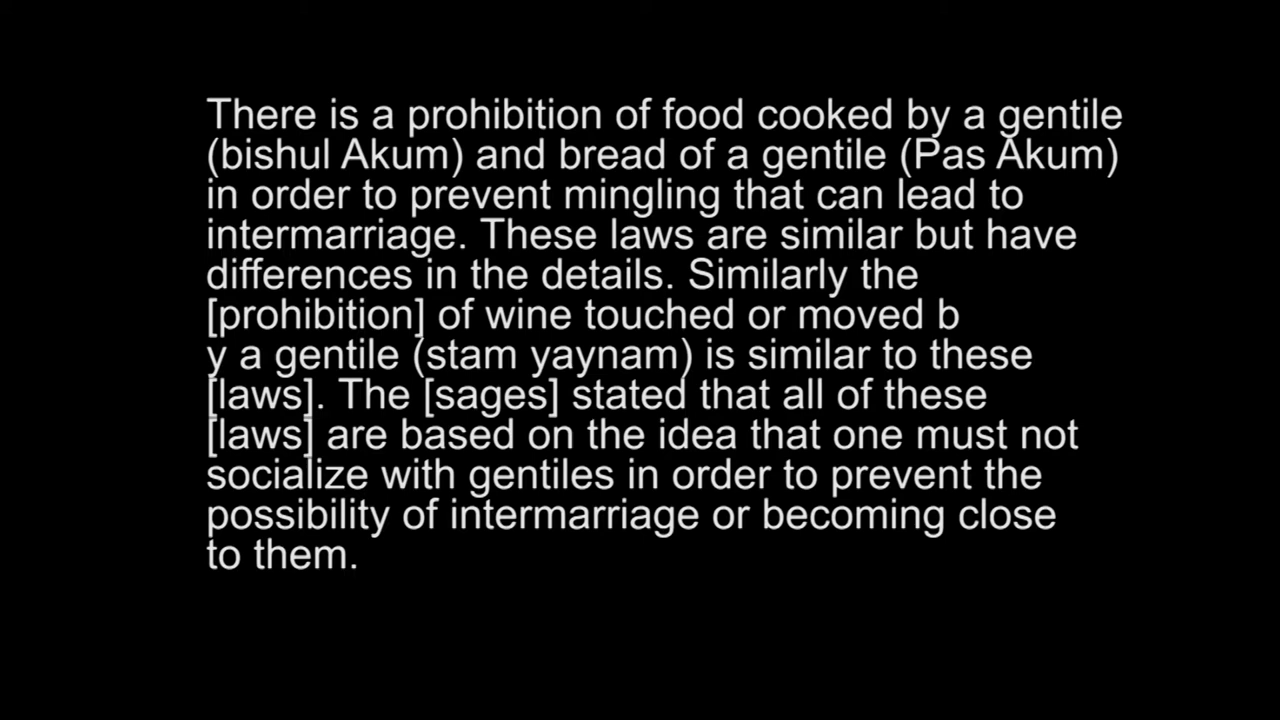 There is a prohibition of food cooked by a gentile
(bishul Akum) and bread of a gentile (Pas Akum)
in order to prevent mingling that can lead to
intermarriage. These laws are similar but have
differences in the details. Similarly the
[prohibition] of wine touched or moved b
y a gentile (stam yaynam) is similar to these
[laws]. The [sages] stated that all of these
[laws] are based on the idea that one must not
socialize with gentiles in order to prevent the
possibility of intermarriage or becoming close
to them.